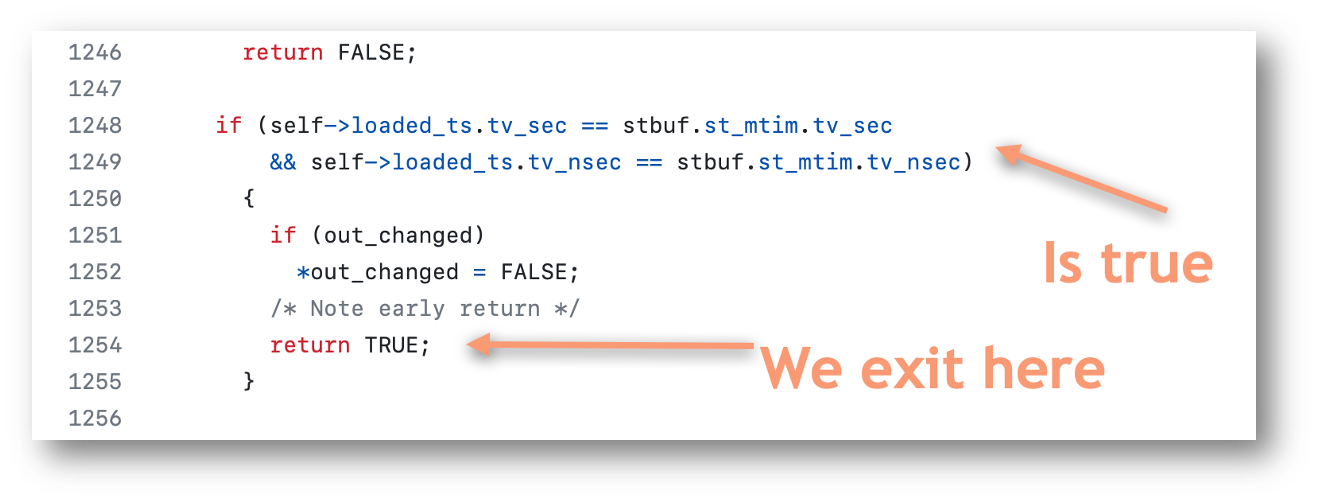 1246 return FALSE;
1247
1248 if (self->loaded_ts.tv_sec == stbuf.st_mtim.tv_sec
1249 && self->loaded_ts.tv_nsec == stbuf.st_mtim.tv_nsec)
1250 {
1251 if (out_changed)
1252 *out_changed = FALSE;
1253 /* Note early return */
1254 return TRUE;
1255 }
1256
Is true
We exit here